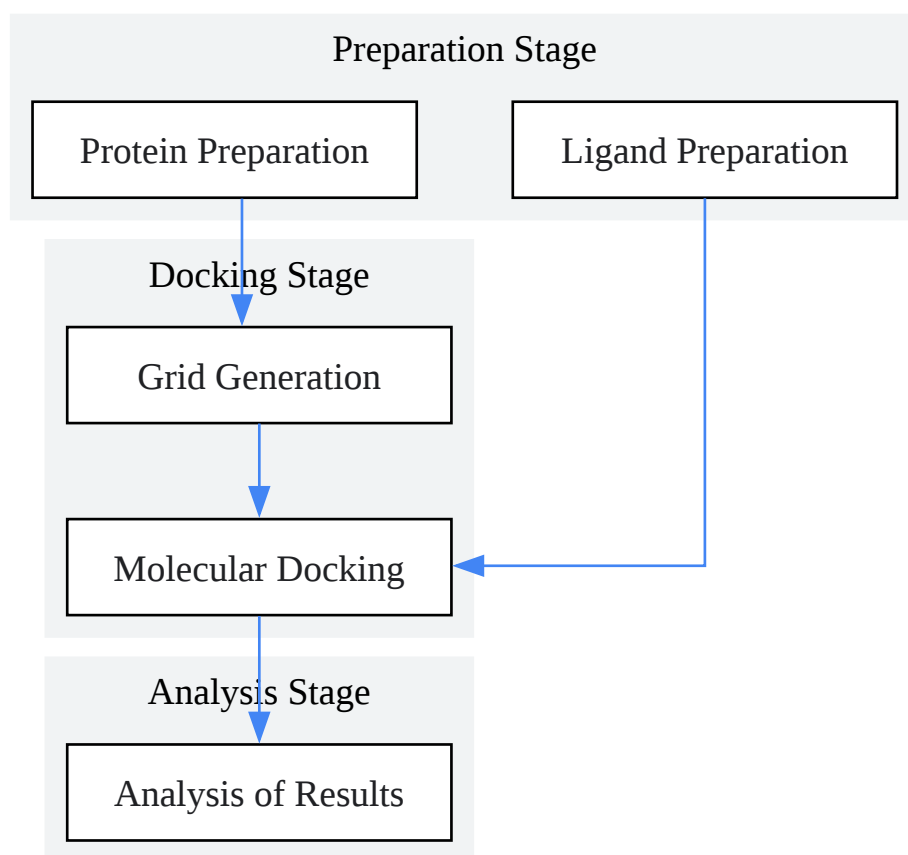 Preparation Stage
Protein Preparation
Ligand Preparation
Docking Stage
Grid Generation
Molecular Docking
Analysis Stage
Analysis of Results